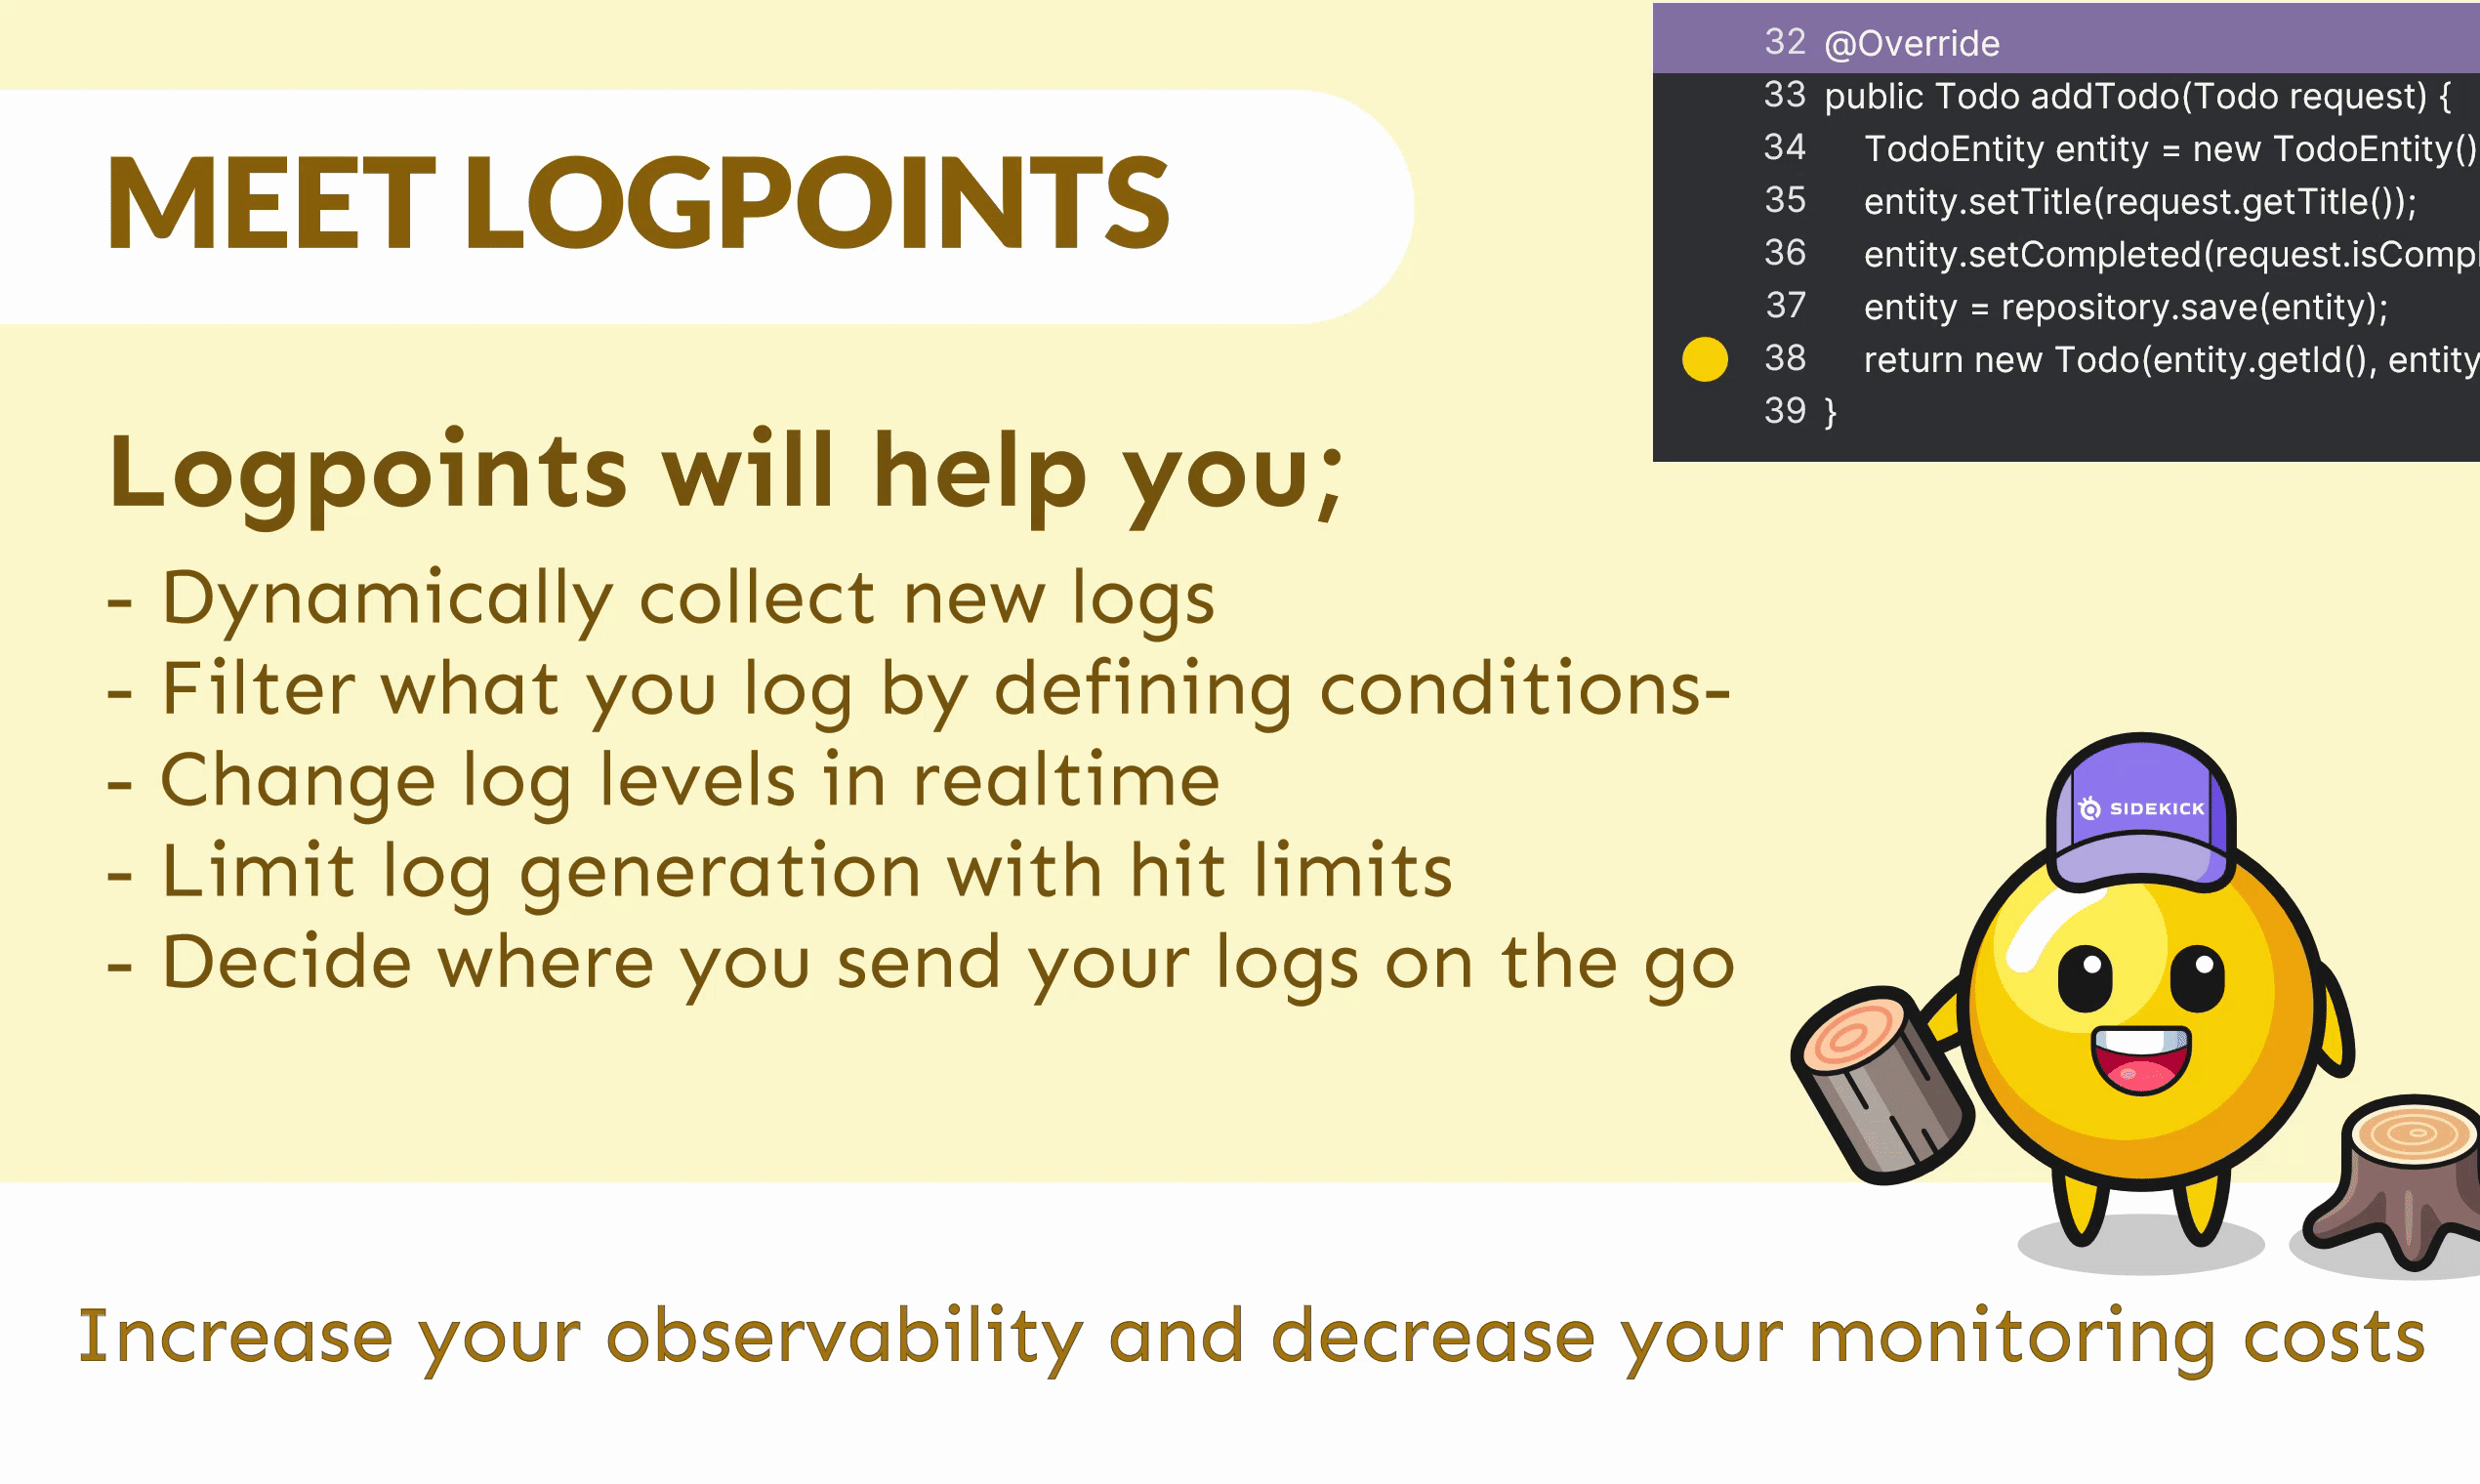 MEET LOGPOINTS
32 @Override
33 public Todo addTodo(Todo request) {
34 TodoEntity entity = new TodoEntity()
35 entity.setTitle(request.getTitle());
36 entity.setCompleted(request.isCompl
37 entity = repository.save(entity);
38 return new Todo(entity.getId(), entity
39 }
Logpoints will help you;
- Dynamically collect new logs
- Filter what you log by defining conditions-
- Change log levels in realtime
- Limit log generation with hit limits
- Decide where you send your logs on the go
SIDEKICK
Increase your observability and decrease your monitoring costs